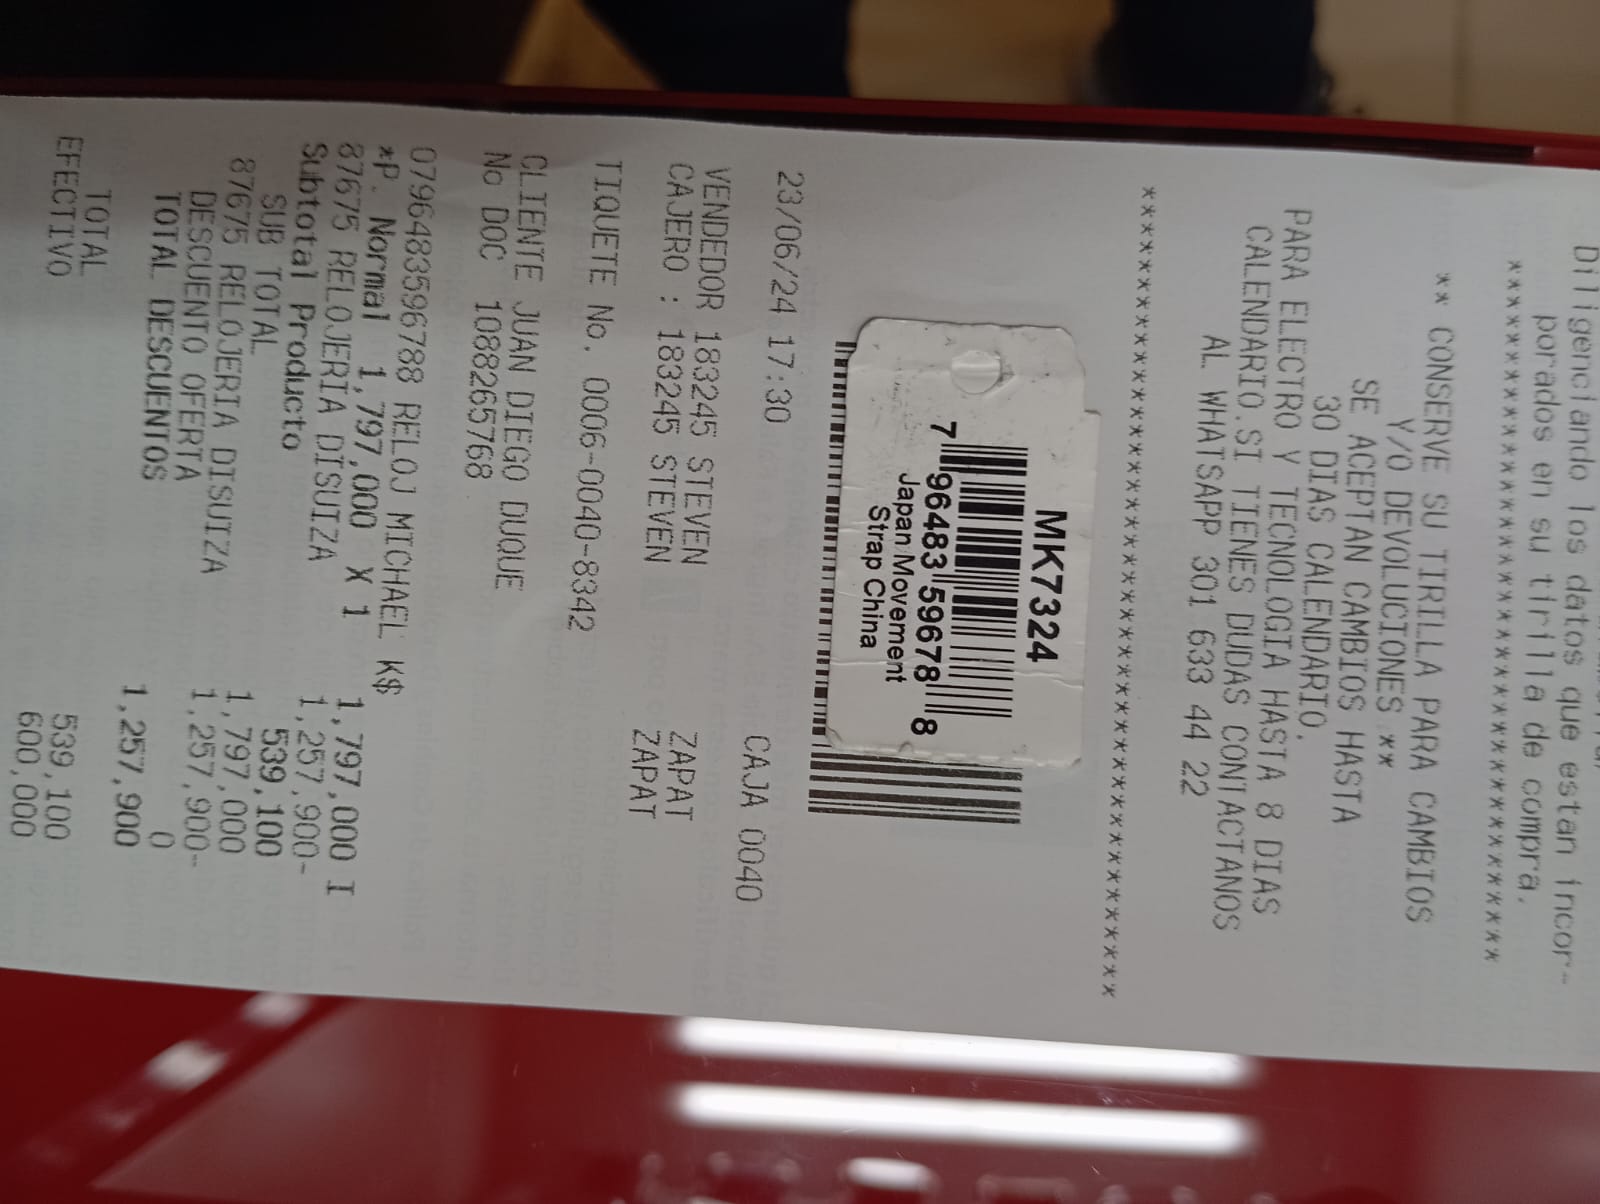 Diligenciando los datos que estan incor-
porados en su tirilla de compra.
** CONSERVE SU TIRILLA PARA CAMBIOS
Y/O DEVOLUCIONES **
SE ACEPTAN CAMBIOS HASTA
30 DIAS CALENDARIO.
PARA ELECTRO Y TECNOLOGIA HASTA 8 DIAS
CALENDARIO.SI TIENES DUDAS CONTACTANOS
AL WHATSAPP 301 633 44 22
****************************************
MK7324
7 96483 59678 8
Japan Movement
Strap China
23/06/24 17:30 CAJA 0040
VENDEDOR 183245 STEVEN ZAPAT
CAJERO : 183245 STEVEN ZAPAT
TIQUETE No. 0006-0040-8342
CLIENTE JUAN DIEGO DUQUE
No DOC 1088265768
0796483596788 RELOJ MICHAEL K$
*P. Normal 1,797,000 X 1 1,797,000 I
87675 RELOJERIA DISUIZA 1,257,900-
Subtotal Producto 539,100
SUB TOTAL 1,797,000
87675 RELOJERIA DISUIZA 1,257,900-
DESCUENTO OFERTA 0
TOTAL DESCUENTOS 1,257,900
TOTAL 539,100
EFECTIVO 600,000